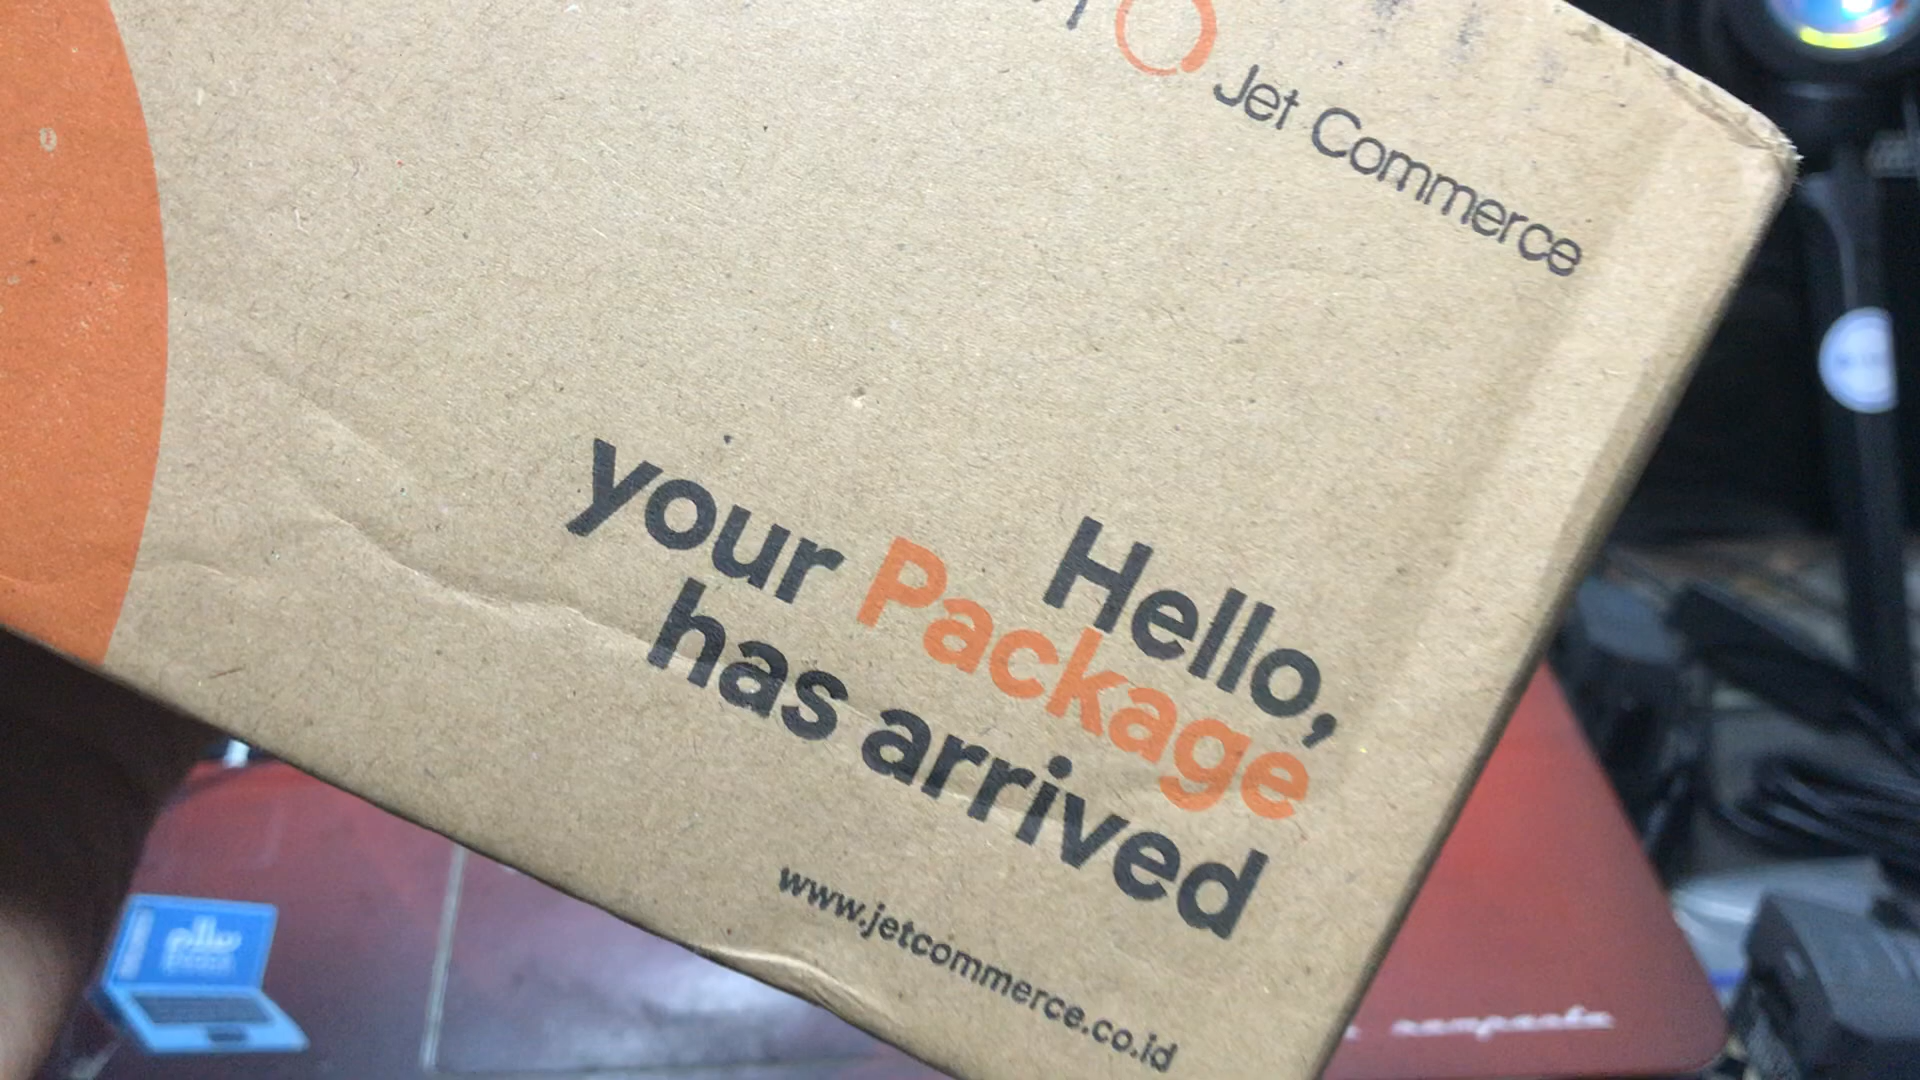 Jet Commerce
Hello,
your Package
has arrived
www.jetcommerce.co.id